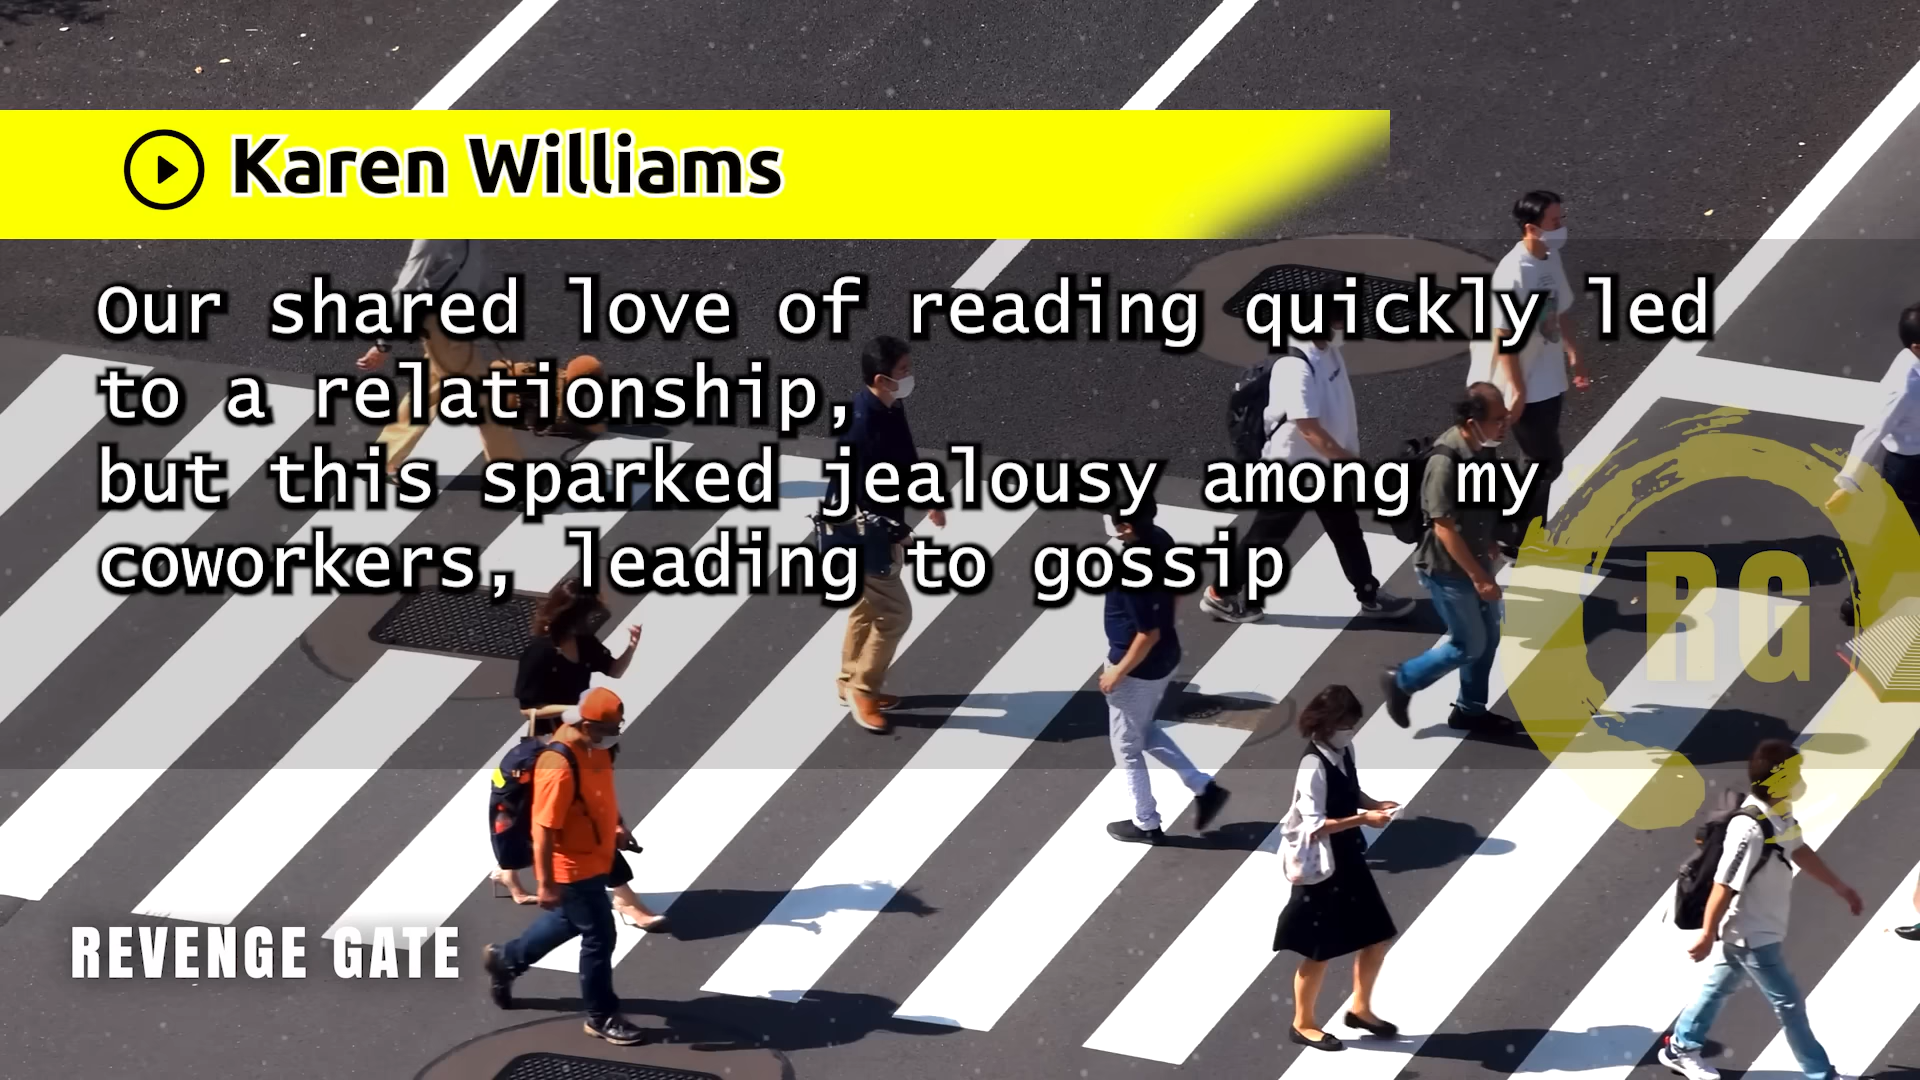 Karen Williams
Our shared love of reading quickly led
to a relationship,
but this sparked jealousy among my
coworkers, leading to gossip
RG
REVENGE GATE